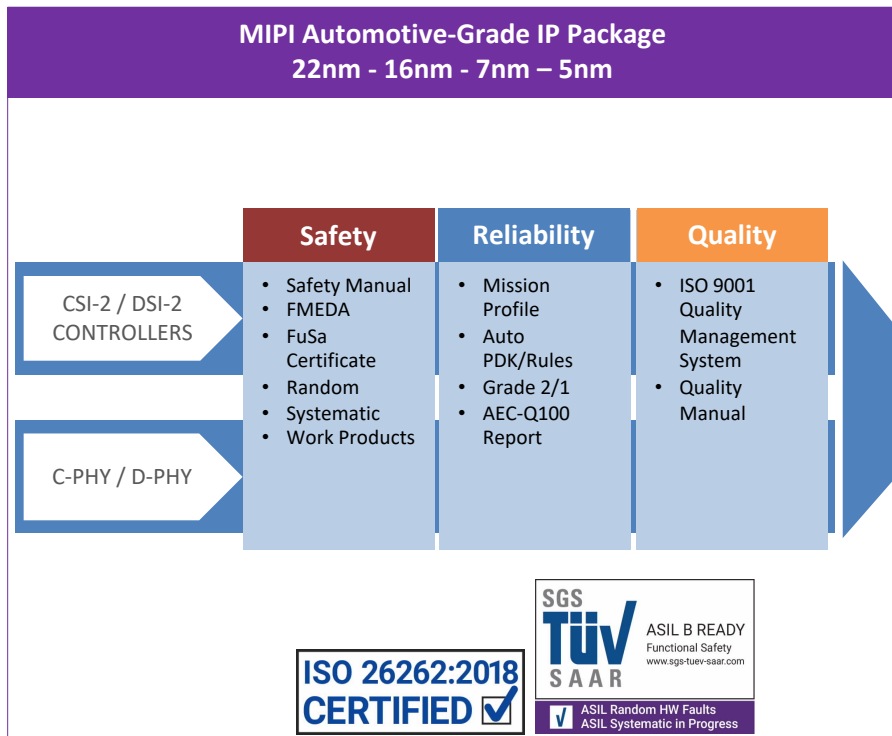 MIPI Automotive-Grade IP Package
22nm - 16nm - 7nm – 5nm
Safety
Reliability
Quality
CSI-2 / DSI-2
CONTROLLERS
C-PHY / D-PHY
• Safety Manual
• FMEDA
• FuSa
Certificate
• Random
• Systematic
• Work Products
• Mission
Profile
• Auto
PDK/Rules
• Grade 2/1
• AEC-Q100
Report
• ISO 9001
Quality
Management
System
• Quality
Manual
ISO 26262:2018
CERTIFIED
SGS
TÜV
SAAR
ASIL B READY
Functional Safety
www.sgs-tuev-saar.com
ASIL Random HW Faults
ASIL Systematic in Progress